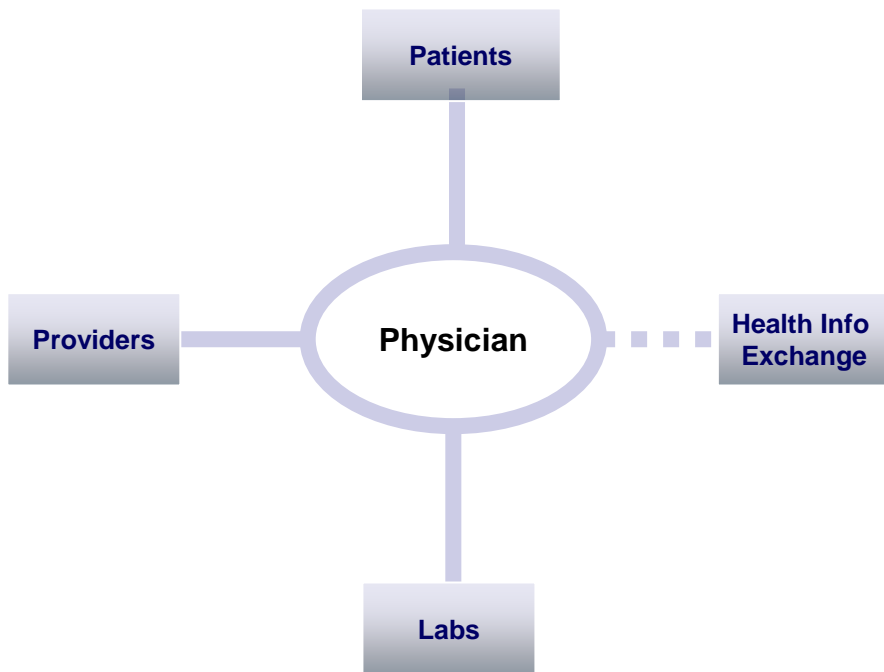 Patients
Providers
Physician
Health Info
Exchange
Labs